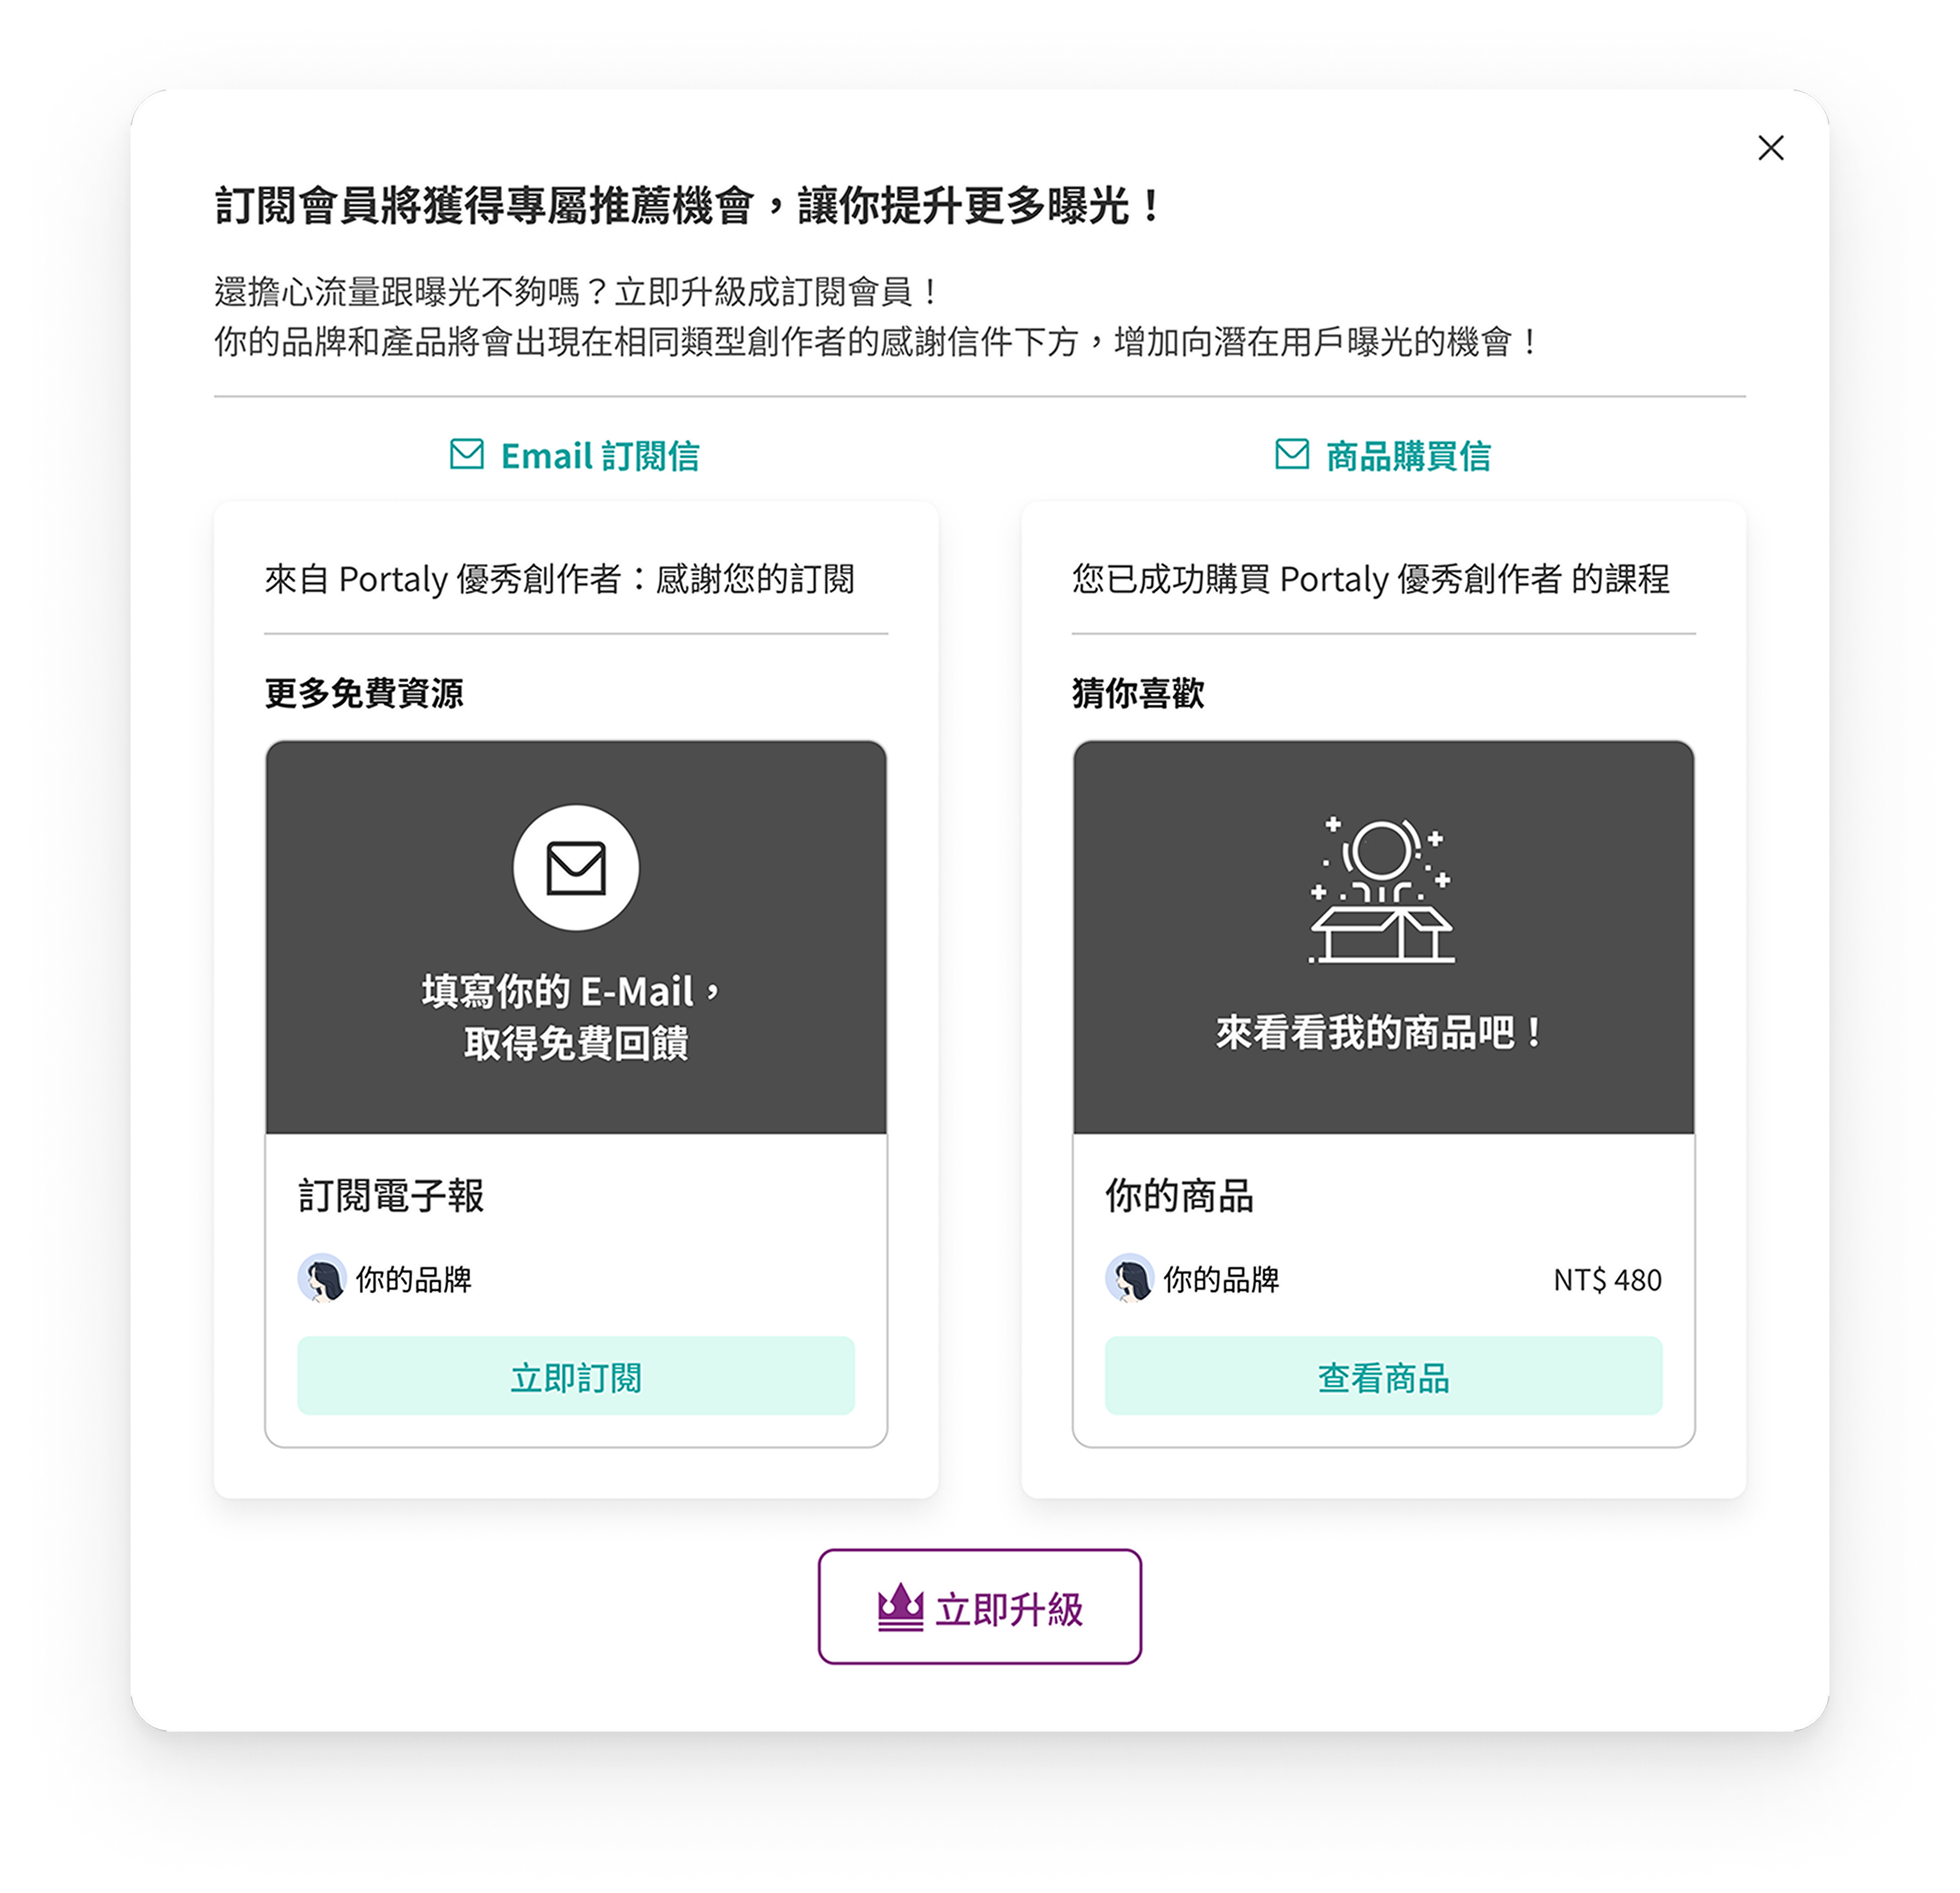 訂閱會員將獲得專屬推薦機會，讓你提升更多曝光！
還擔心流量跟曝光不夠嗎？立即升級成訂閱會員！
你的品牌和產品將會出現在相同類型創作者的感謝信件下方，增加向潛在用戶曝光的機會！
Email 訂閱信
來自 Portaly 優秀創作者：感謝您的訂閱
更多免費資源
填寫你的 E-Mail，
取得免費回饋
訂閱電子報
你的品牌
立即訂閱
商品購買信
您已成功購買 Portaly 優秀創作者 的課程
猜你喜歡
來看看我的商品吧！
你的商品
你的品牌
NT$ 480
查看商品
立即升級